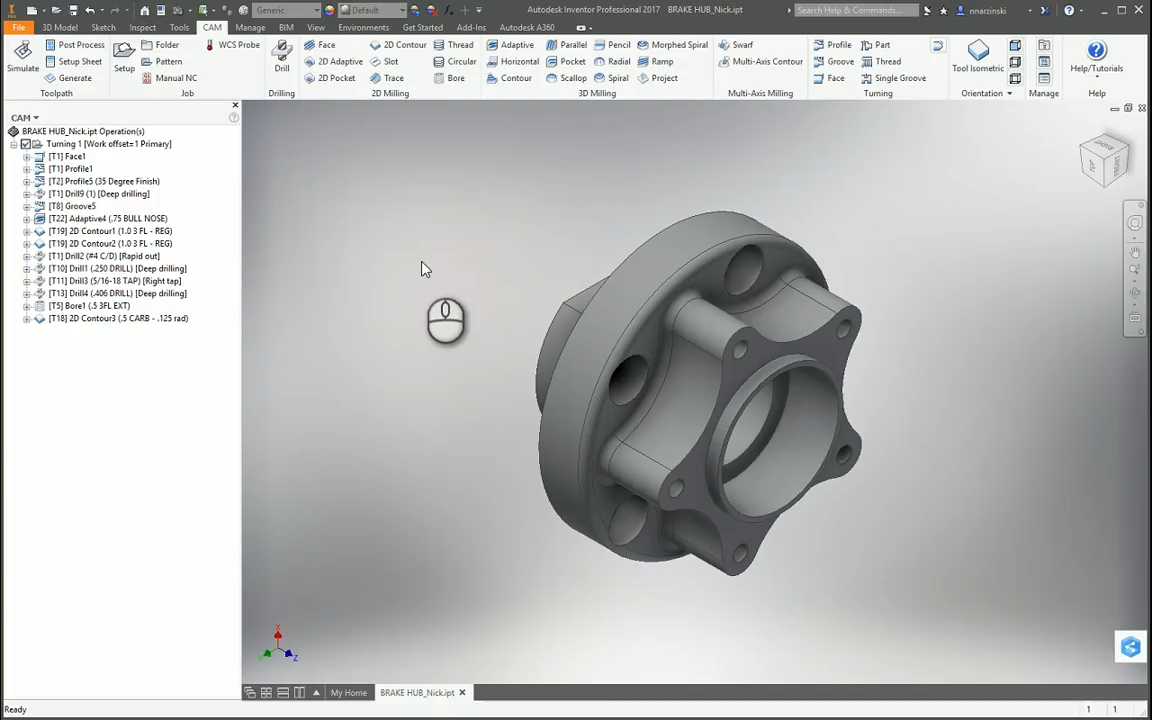 Generic
Default
Autodesk Inventor Professional 2017 BRAKE HUB_Nick.ipt
Search Help & Commands...
nnarzinski
File 3D Model Sketch Inspect Tools CAM Manage BIM View Environments Get Started Add-Ins Autodesk A360
Simulate
Post Process
Setup Sheet
Generate
Toolpath
Setup
Folder
Pattern
Manual NC
WCS Probe
Job
Drill
Drilling
Face
2D Adaptive
2D Pocket
2D Contour
Slot
Trace
Thread
Circular
Bore
2D Milling
Adaptive
Horizontal
Contour
Parallel
Pocket
Scallop
Pencil
Radial
Spiral
Morphed Spiral
Ramp
Project
3D Milling
Swarf
Multi-Axis Contour
Multi-Axis Milling
Profile
Groove
Face
Part
Thread
Single Groove
Turning
Tool Isometric
Orientation
Manage
Help/Tutorials
Help
CAM
BRAKE HUB_Nick.ipt Operation(s)
Turning 1 [Work offset=1 Primary]
[T1] Face1
[T1] Profile1
[T2] Profile5 (35 Degree Finish)
[T1] Drill9 (1) [Deep drilling]
[T8] Groove5
[T22] Adaptive4 (.75 BULL NOSE)
[T19] 2D Contour1 (1.0 3 FL - REG)
[T19] 2D Contour2 (1.0 3 FL - REG)
[T1] Drill2 (#4 C/D) [Rapid out]
[T10] Drill1 (.250 DRILL) [Deep drilling]
[T11] Drill3 (5/16-18 TAP) [Right tap]
[T13] Drill4 (.406 DRILL) [Deep drilling]
[T5] Bore1 (.5 3FL EXT)
[T18] 2D Contour3 (.5 CARB - .125 rad)
X
Z
My Home BRAKE HUB_Nick.ipt
Ready
1 1